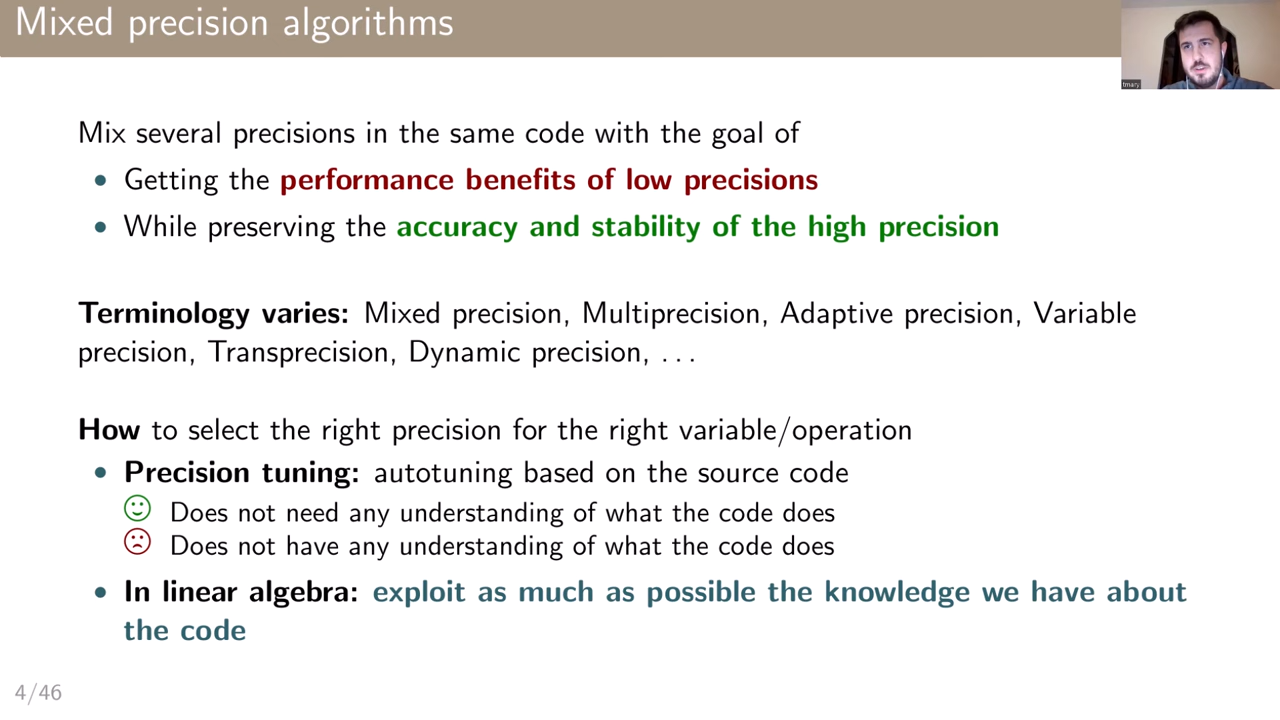 Mixed precision algorithms
tmary
Mix several precisions in the same code with the goal of
• Getting the performance benefits of low precisions
• While preserving the accuracy and stability of the high precision
Terminology varies: Mixed precision, Multiprecision, Adaptive precision, Variable
precision, Transprecision, Dynamic precision, . . .
How to select the right precision for the right variable/operation
• Precision tuning: autotuning based on the source code
Does not need any understanding of what the code does
Does not have any understanding of what the code does
• In linear algebra: exploit as much as possible the knowledge we have about
the code
4/46